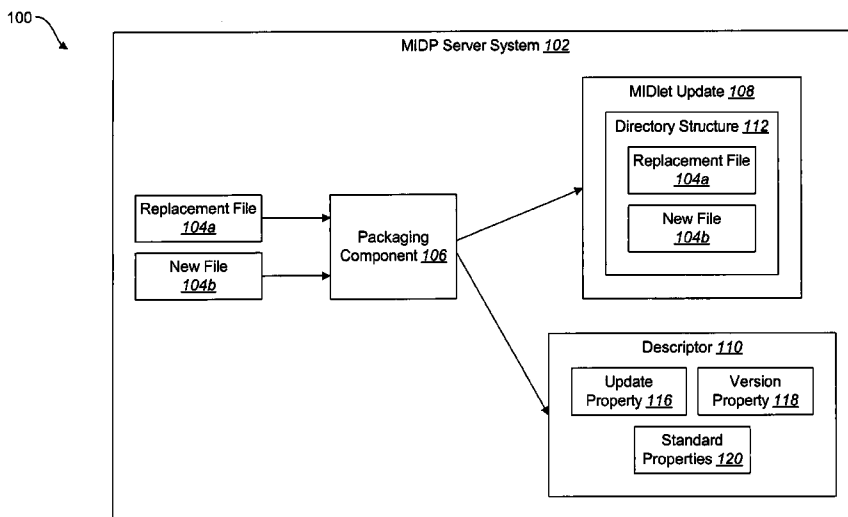 100
MIDP Server System 102
MIDlet Update 108
Directory Structure 112
Replacement File
104a
New File
104b
Replacement File
104a
New File
104b
Packaging
Component 106
Descriptor 110
Update
Property 116
Version
Property 118
Standard
Properties 120